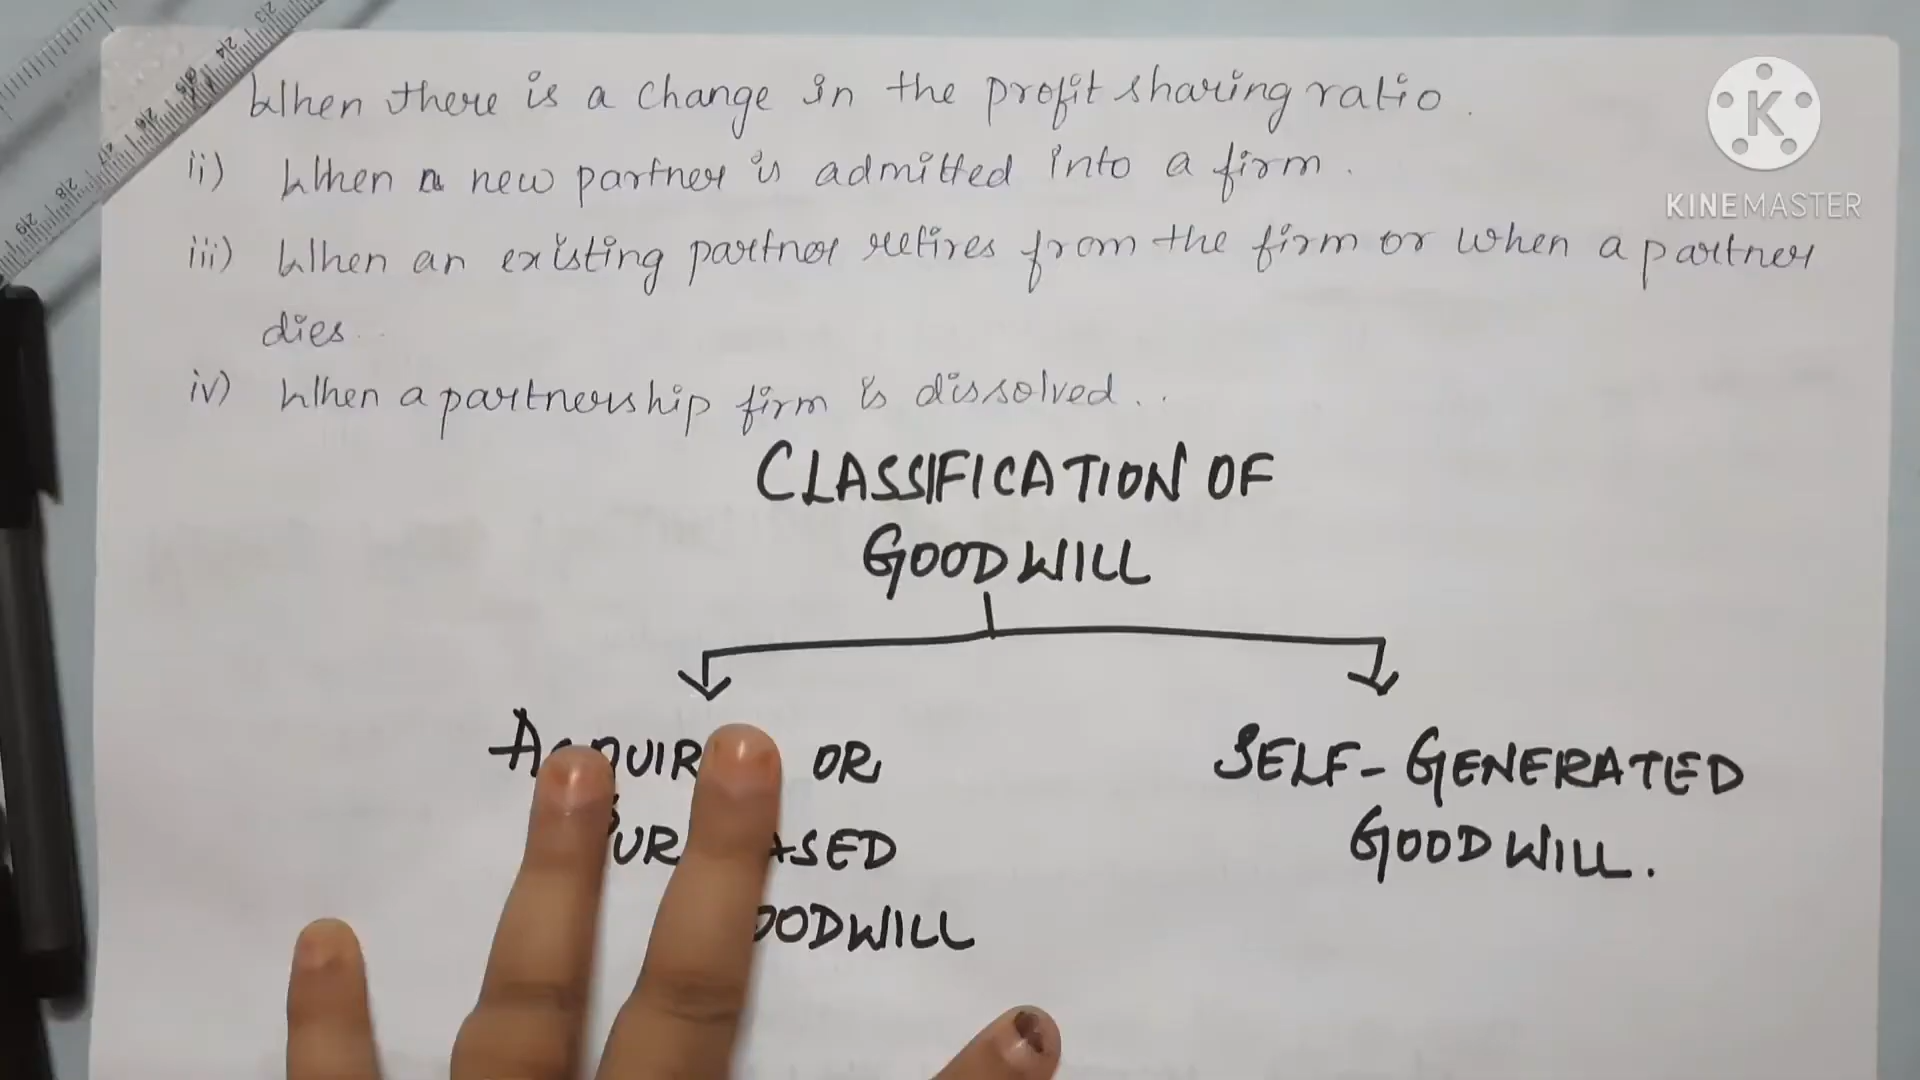 When there is a change in the profit sharing ratio.
ii) When a new partner is admitted into a firm.
iii) When an existing partner retires from the firm or when a partner
dies..
iv) When a partnership firm is dissolved..
CLASSIFICATION OF
GOODWILL
OR
SELF-GENERATED
GOODWILL.
K
KINEMASTER